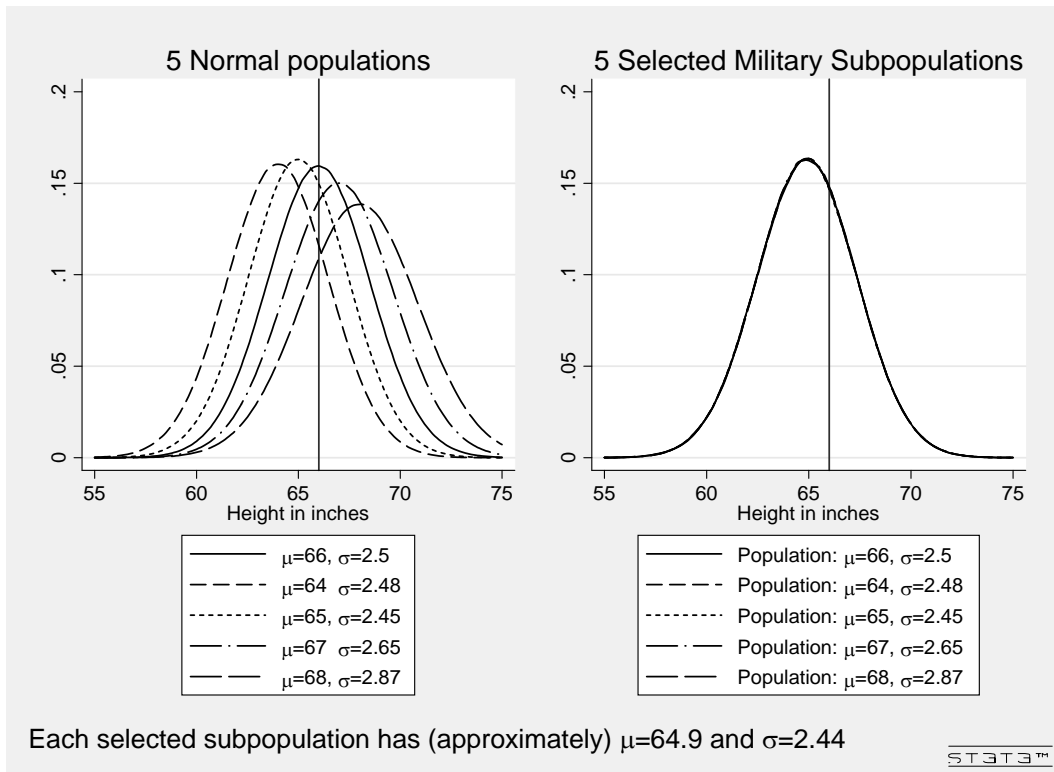 5 Normal populations
.2
.15
.1
.05
0
55 60 65 70 75
Height in inches
μ=66, σ=2.5
μ=64 σ=2.48
μ=65, σ=2.45
μ=67 σ=2.65
μ=68, σ=2.87
5 Selected Military Subpopulations
.2
.15
.1
.05
0
55 60 65 70 75
Height in inches
Population: μ=66, σ=2.5
Population: μ=64, σ=2.48
Population: μ=65, σ=2.45
Population: μ=67, σ=2.65
Population: μ=68, σ=2.87
Each selected subpopulation has (approximately) μ=64.9 and σ=2.44
STATA™